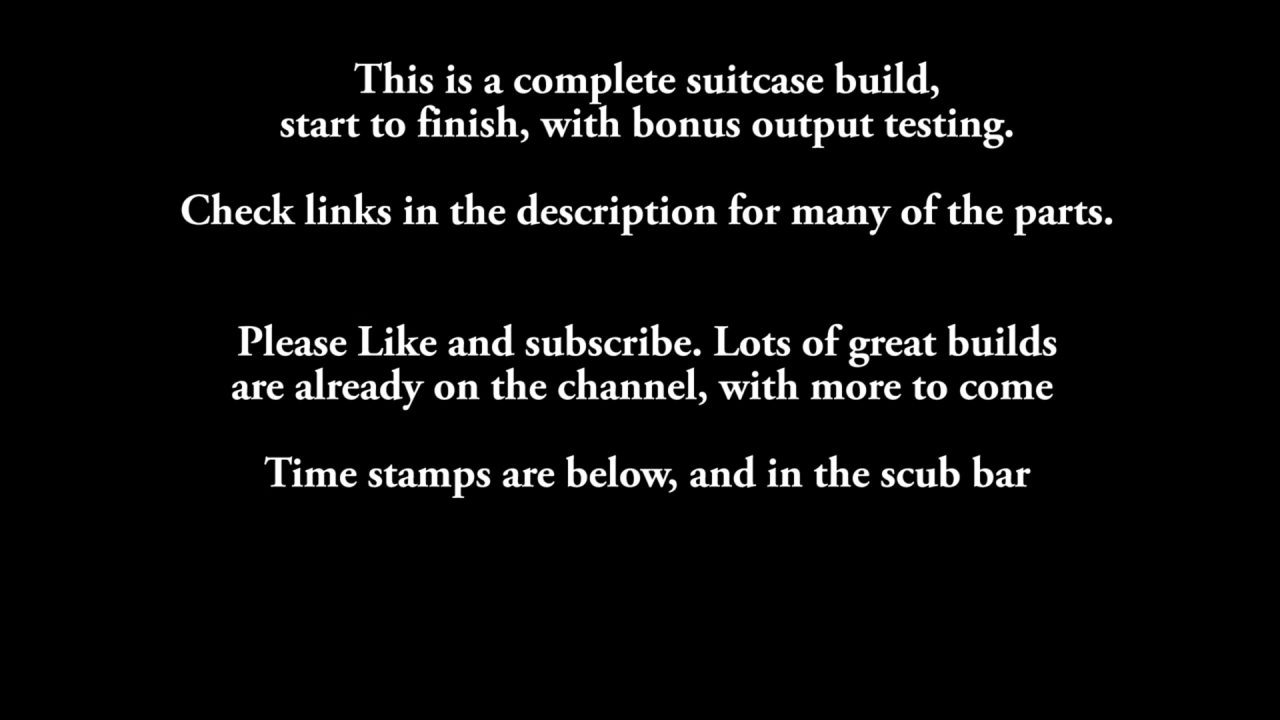 This is a complete suitcase build,
start to finish, with bonus output testing.
Check links in the description for many of the parts.
Please Like and subscribe. Lots of great builds
are already on the channel, with more to come
Time stamps are below, and in the scub bar